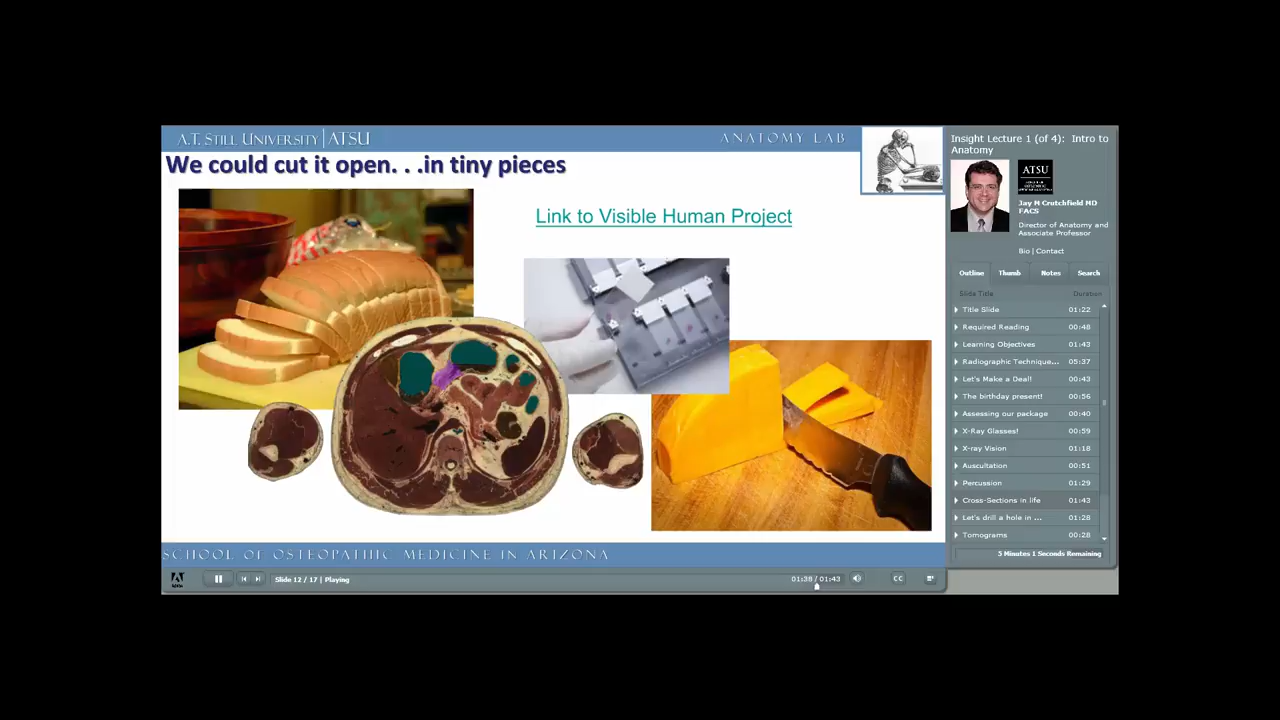 A.T. STILL UNIVERSITY | ATSU
ANATOMY LAB
We could cut it open. . .in tiny pieces
Link to Visible Human Project
SCHOOL OF OSTEOPATHIC MEDICINE IN ARIZONA
Slide 12 / 17 | Playing
01:38 / 01:43
CC
Insight Lecture 1 (of 4): Intro to
Anatomy
ATSU
Jay M Crutchfield MD
FACS
Director of Anatomy and
Associate Professor
Bio | Contact
Outline Thumb Notes Search
Slide Title Duration
Title Slide 01:22
Required Reading 00:48
Learning Objectives 01:43
Radiographic Technique... 05:37
Let's Make a Deal! 00:43
The birthday present! 00:56
Assessing our package 00:40
X-Ray Glasses! 00:59
X-ray Vision 01:18
Auscultation 00:51
Percussion 01:29
Cross-Sections in life 01:43
Let's drill a hole in ... 01:28
Tomograms 00:28
5 Minutes 1 Seconds Remaining